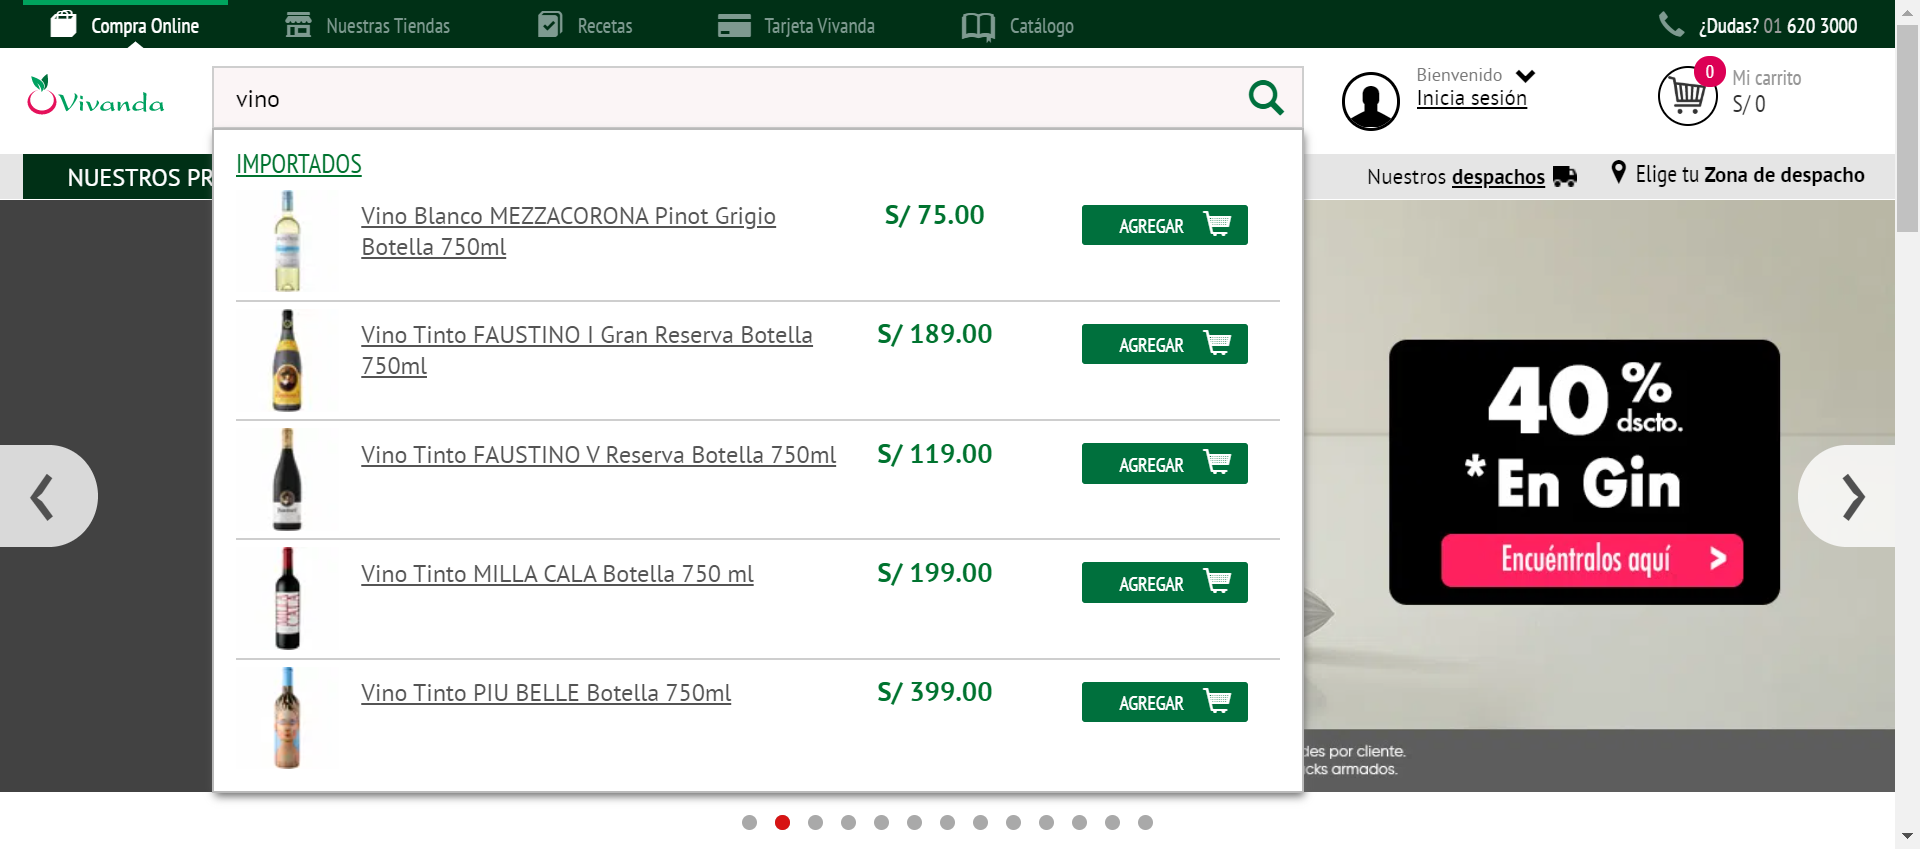 Compra Online
Nuestras Tiendas
Recetas
Tarjeta Vivanda
Catálogo
¿Dudas? 01 620 3000
Vivanda
vino
Bienvenido
Inicia sesión
0
Mi carrito
S/ 0
NUESTROS PR
Nuestros despachos
Elige tu Zona de despacho
IMPORTADOS
Vino Blanco MEZZACORONA Pinot Grigio
Botella 750ml
S/ 75.00
AGREGAR
Vino Tinto FAUSTINO I Gran Reserva Botella
750ml
S/ 189.00
AGREGAR
Vino Tinto FAUSTINO V Reserva Botella 750ml
S/ 119.00
AGREGAR
Vino Tinto MILLA CALA Botella 750 ml
S/ 199.00
AGREGAR
Vino Tinto PIU BELLE Botella 750ml
S/ 399.00
AGREGAR
40% dscto.
*En Gin
Encuéntralos aquí >
des por cliente.
cks armados.